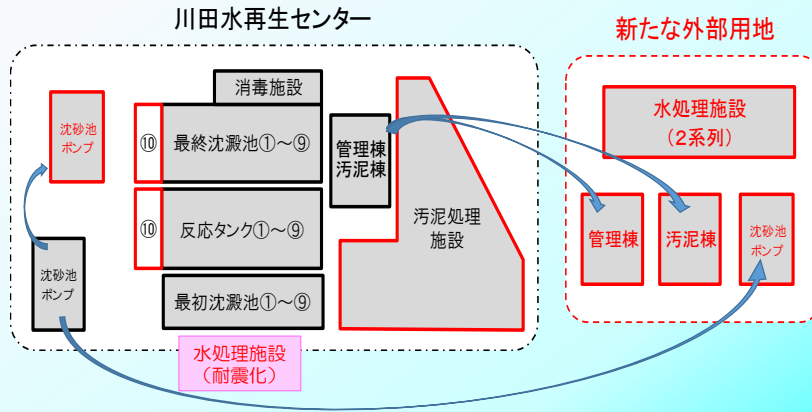 川田水再生センター
新たな外部用地
消毒施設
沈砂池
ポンプ
⑩
最終沈澱池①～⑨
管理棟
汚泥棟
水処理施設
（2系列）
⑩
反応タンク①～⑨
汚泥処理
施設
管理棟
汚泥棟
沈砂池
ポンプ
沈砂池
ポンプ
最初沈澱池①～⑨
水処理施設
（耐震化）